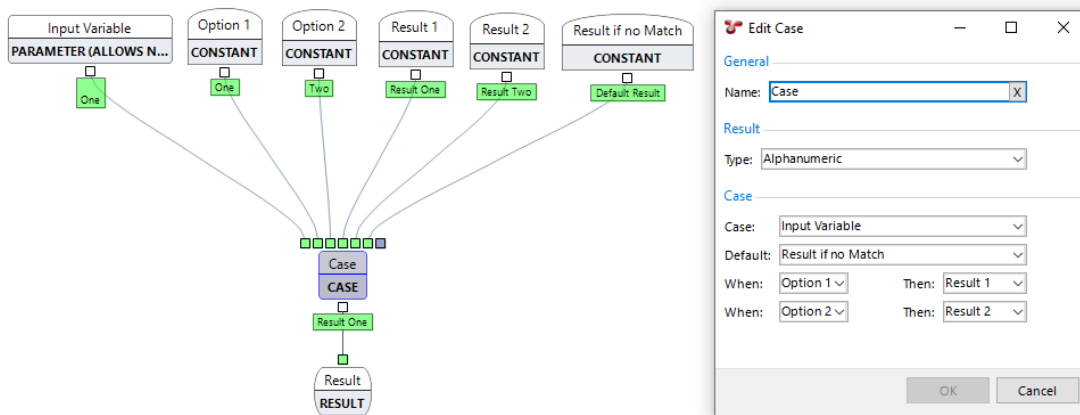 Input Variable
PARAMETER (ALLOWS N...
One
Option 1
CONSTANT
One
Option 2
CONSTANT
Two
Result 1
CONSTANT
Result One
Result 2
CONSTANT
Result Two
Result if no Match
CONSTANT
Default Result
Case
CASE
Result One
Result
RESULT
Edit Case
General
Name: Case X
Result
Type: Alphanumeric
Case
Case: Input Variable
Default: Result if no Match
When: Option 1 Then: Result 1
When: Option 2 Then: Result 2
OK Cancel